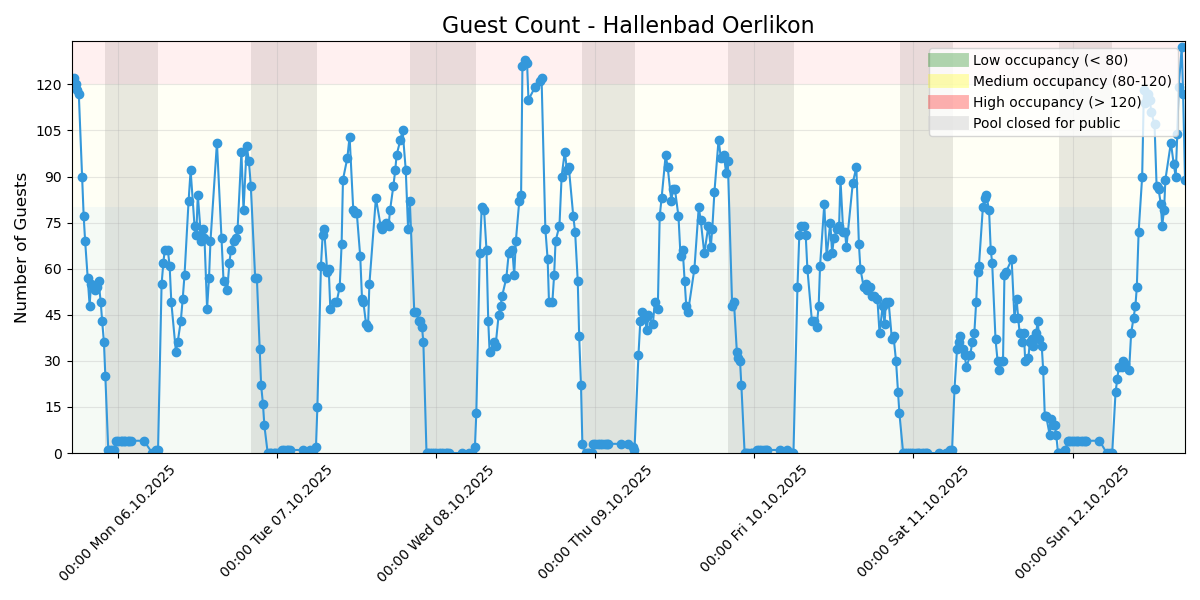 Guest Count - Hallenbad Oerlikon
Low occupancy (< 80)
Medium occupancy (80-120)
High occupancy (> 120)
Pool closed for public
Number of Guests
120
105
90
75
60
45
30
15
0
00:00 Mon 06.10.2025
00:00 Tue 07.10.2025
00:00 Wed 08.10.2025
00:00 Thu 09.10.2025
00:00 Fri 10.10.2025
00:00 Sat 11.10.2025
00:00 Sun 12.10.2025